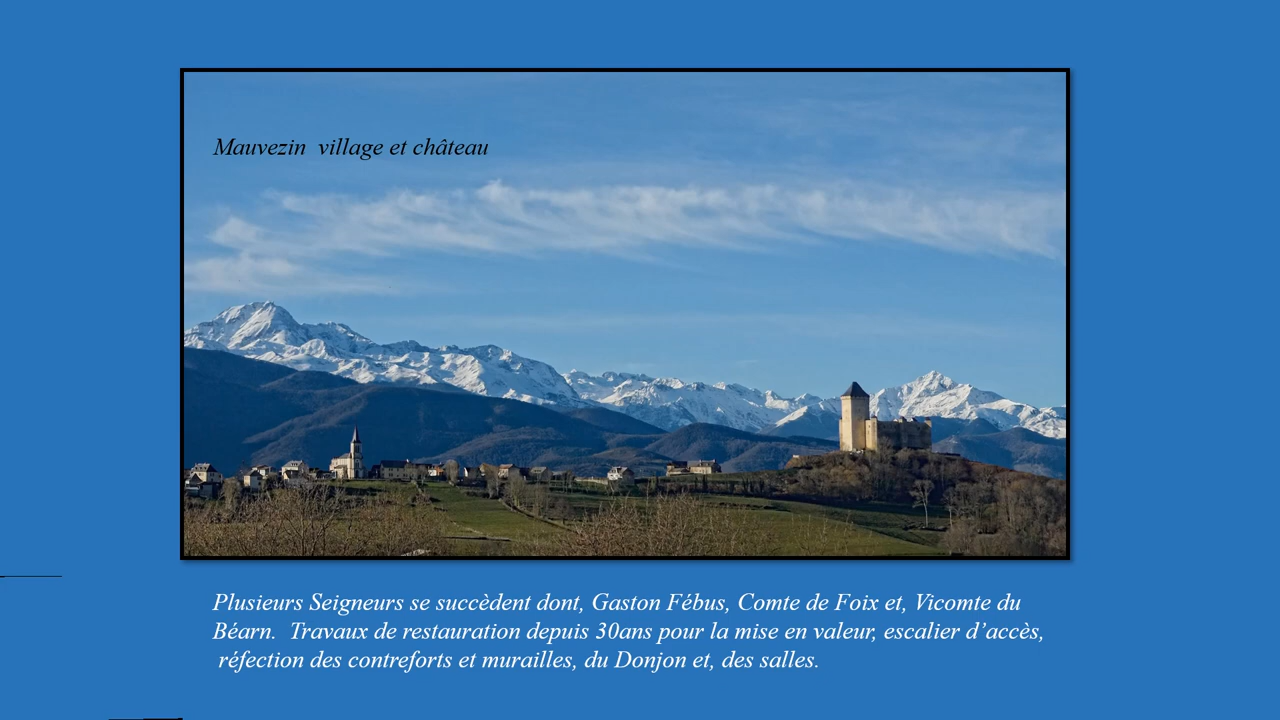 Mauvezin  village et château
Plusieurs Seigneurs se succèdent dont, Gaston Fébus, Comte de Foix et, Vicomte du
Béarn.  Travaux de restauration depuis 30ans pour la mise en valeur, escalier d’accès,
réfection des contreforts et murailles, du Donjon et, des salles.